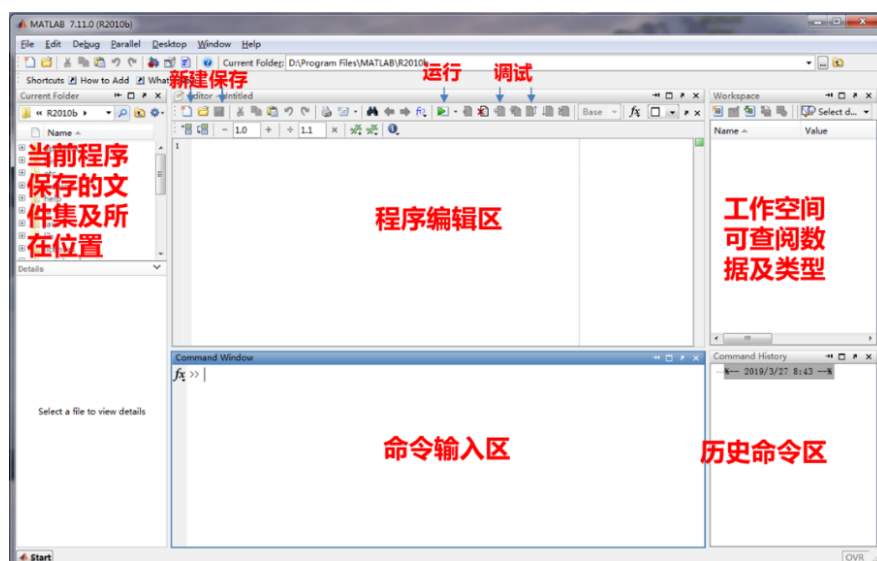 MATLAB 7.11.0 (R2010b)
File Edit Debug Parallel Desktop Window Help
Current Folder: D:\Program Files\MATLAB\R2010b
Shortcuts How to Add What
新建保存
运行
调试
Current Folder
Editor - Untitled
Workspace
« R2010b
Base
fx
Select d...
Name
1.0
1.1
Name
Value
1
当前程序
保存的文
件集及所
在位置
程序编辑区
工作空间
可查阅数
据及类型
Details
Select a file to view details
Command Window
fx >>
命令输入区
Command History
%-- 2019/3/27 8:43 --%
历史命令区
Start
OVR